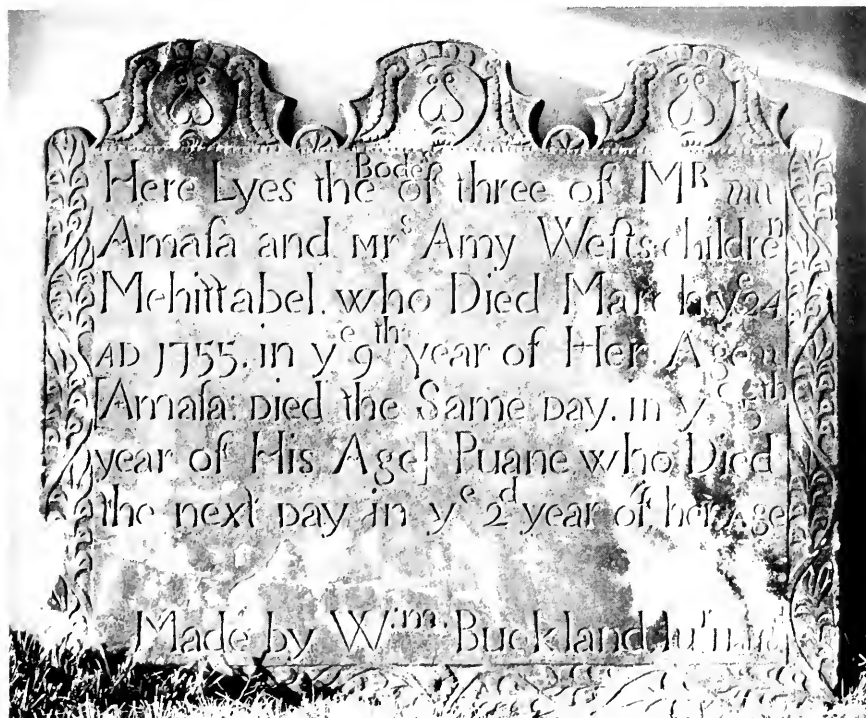 Here Lyes the Bodes of three of MR
Amaſa and Mrs Amy Weſts children
Mehittabel. who Died March ye 24
AD 1755. in ye 9th year of Her Age
[Amaſa: Died the Same Day. in ye 5th
year of His Age] Puane who Died
the next Day in ye 2d year of her Age
Made by Wim Buckland